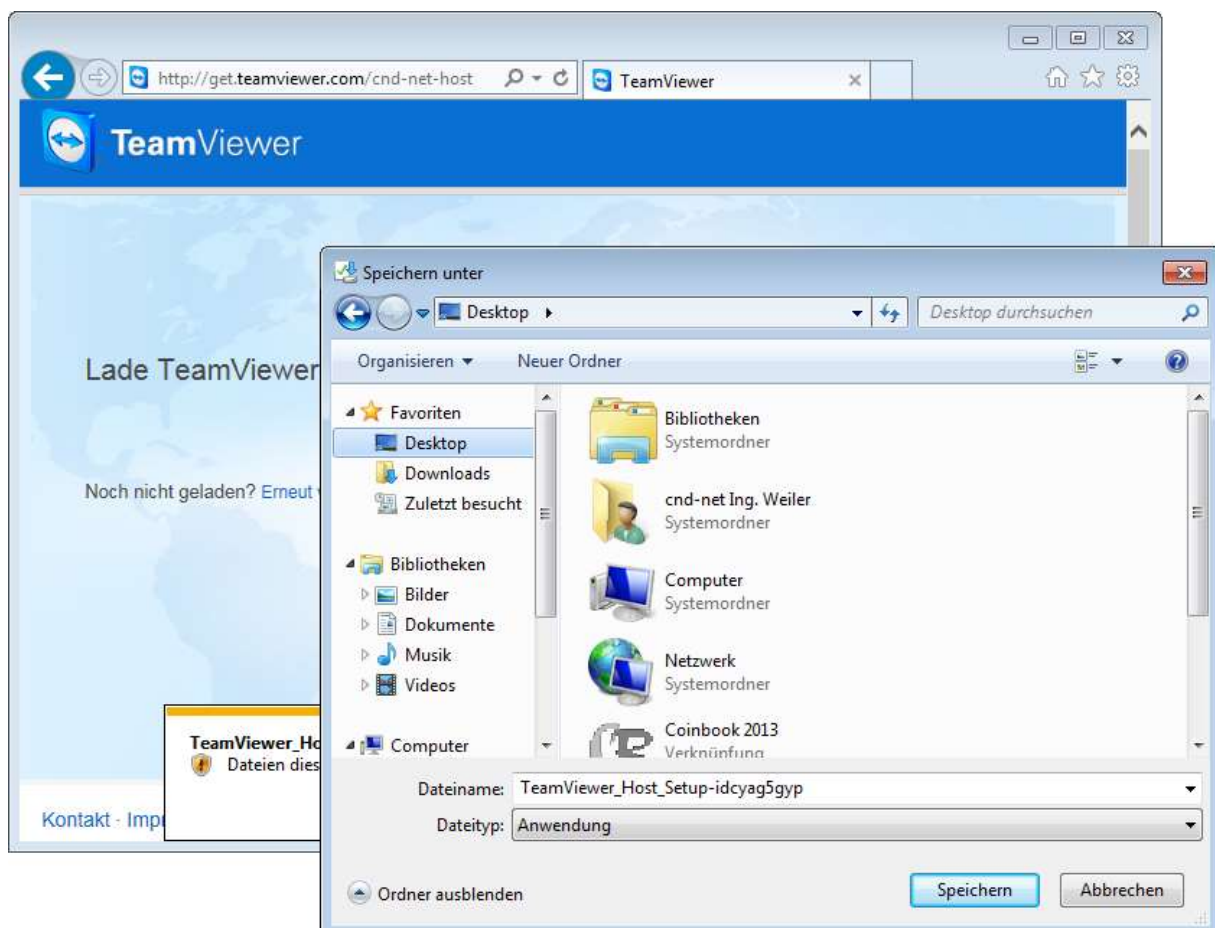 http://get.teamviewer.com/cnd-net-host
TeamViewer
TeamViewer
Lade TeamViewer
Noch nicht geladen? Erneut
TeamViewer_Ho
Dateien dies
Kontakt - Imp
Speichern unter
Desktop
Desktop durchsuchen
Organisieren
Neuer Ordner
Favoriten
Desktop
Downloads
Zuletzt besucht
Bibliotheken
Bilder
Dokumente
Musik
Videos
Computer
Bibliotheken
Systemordner
cnd-net Ing. Weiler
Systemordner
Computer
Systemordner
Netzwerk
Systemordner
Coinbook 2013
Verknüpfung
Dateiname: TeamViewer_Host_Setup-idcyag5gyp
Dateityp: Anwendung
Ordner ausblenden
Speichern
Abbrechen